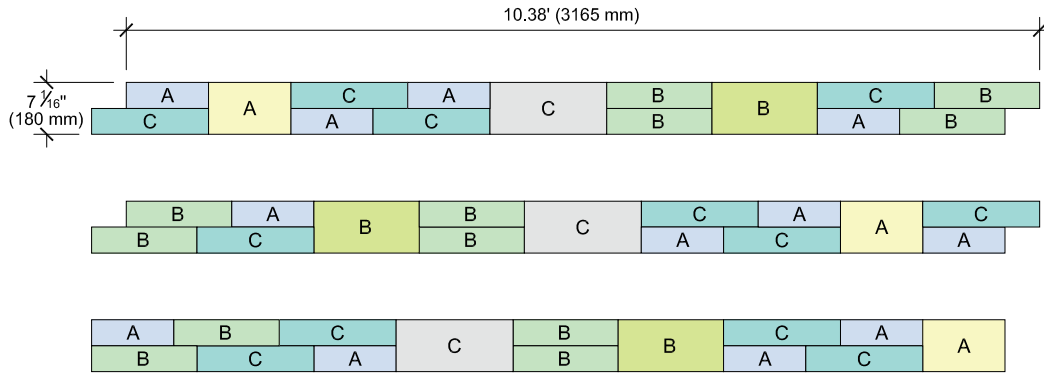 10.38' (3165 mm)
7 1⁄16"
(180 mm)
A A C A C B B C B
C A C B A B
B A B B C C A A C
B C B A C A
A B C C B B C A A
B C A B A C